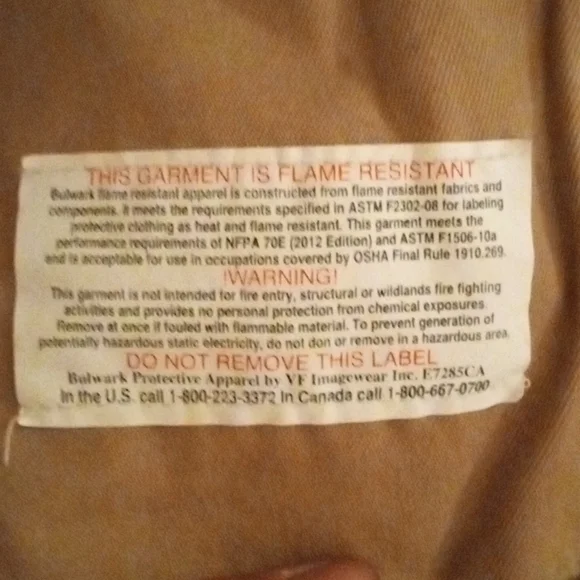 THIS GARMENT IS FLAME RESISTANT
Bulwark flame resistant apparel is constructed from flame resistant fabrics and
components. It meets the requirements specified in ASTM F2302-08 for labeling
protective clothing as heat and flame resistant. This garment meets the
performance requirements of NFPA 70E (2012 Edition) and ASTM F1506-10a
and is acceptable for use in occupations covered by OSHA Final Rule 1910.269.
!WARNING!
This garment is not intended for fire entry, structural or wildlands fire fighting
activities and provides no personal protection from chemical exposures.
Remove at once if fouled with flammable material. To prevent generation of
potentially hazardous static electricity, do not don or remove in a hazardous area.
DO NOT REMOVE THIS LABEL
Bulwark Protective Apparel by VF Imagewear Inc. E7285CA
In the U.S. call 1-800-223-3372 In Canada call 1-800-667-0700